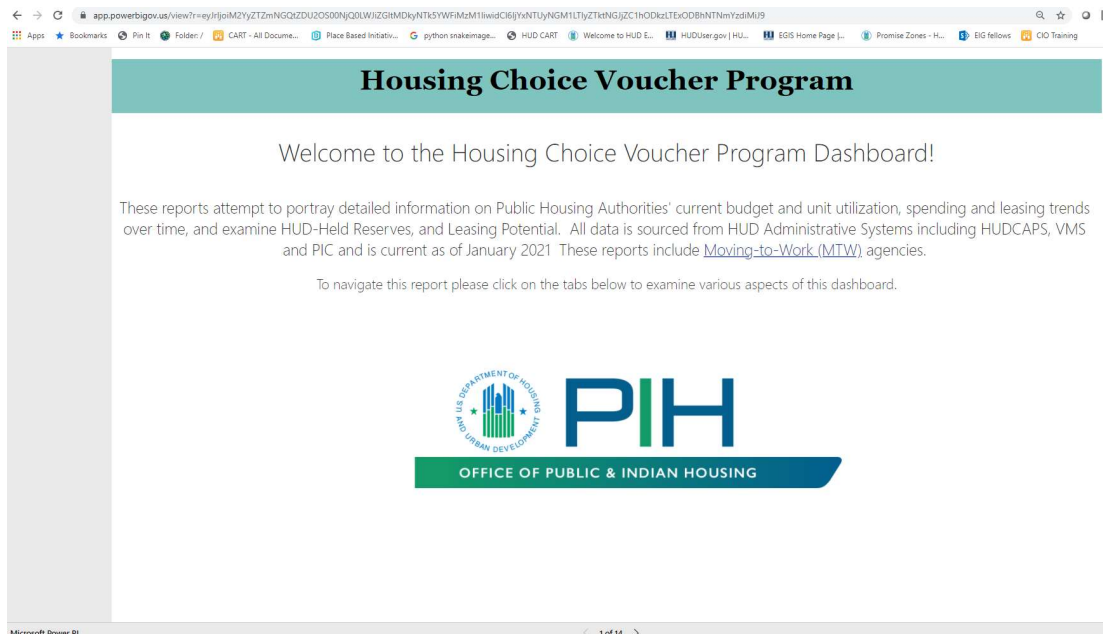 app.powerbigov.us/view?r=eyJrIjoiM2YyZTZmNGQtZDU2OS00NjQ0LWJiZGItMDkyNTk5YWFiMzM1IiwidCI6IjYxNTUyNGM1LTIyZTktNGJjZC1hODkzLTExODBhNTNmYzdiMiJ9
Apps Bookmarks Pin It Folder: / CART - All Docume... Place Based Initiativ... python snakeimage... HUD CART Welcome to HUD E... HUDUser.gov | HU... EGIS Home Page |... Promise Zones - H... EIG fellows CIO Training
Housing Choice Voucher Program
Welcome to the Housing Choice Voucher Program Dashboard!
These reports attempt to portray detailed information on Public Housing Authorities' current budget and unit utilization, spending and leasing trends
over time, and examine HUD-Held Reserves, and Leasing Potential. All data is sourced from HUD Administrative Systems including HUDCAPS, VMS
and PIC and is current as of January 2021 These reports include Moving-to-Work (MTW) agencies.
To navigate this report please click on the tabs below to examine various aspects of this dashboard.
U.S. DEPARTMENT OF HOUSING AND URBAN DEVELOPMENT
PIH
OFFICE OF PUBLIC & INDIAN HOUSING
Microsoft Power BI
1 of 14